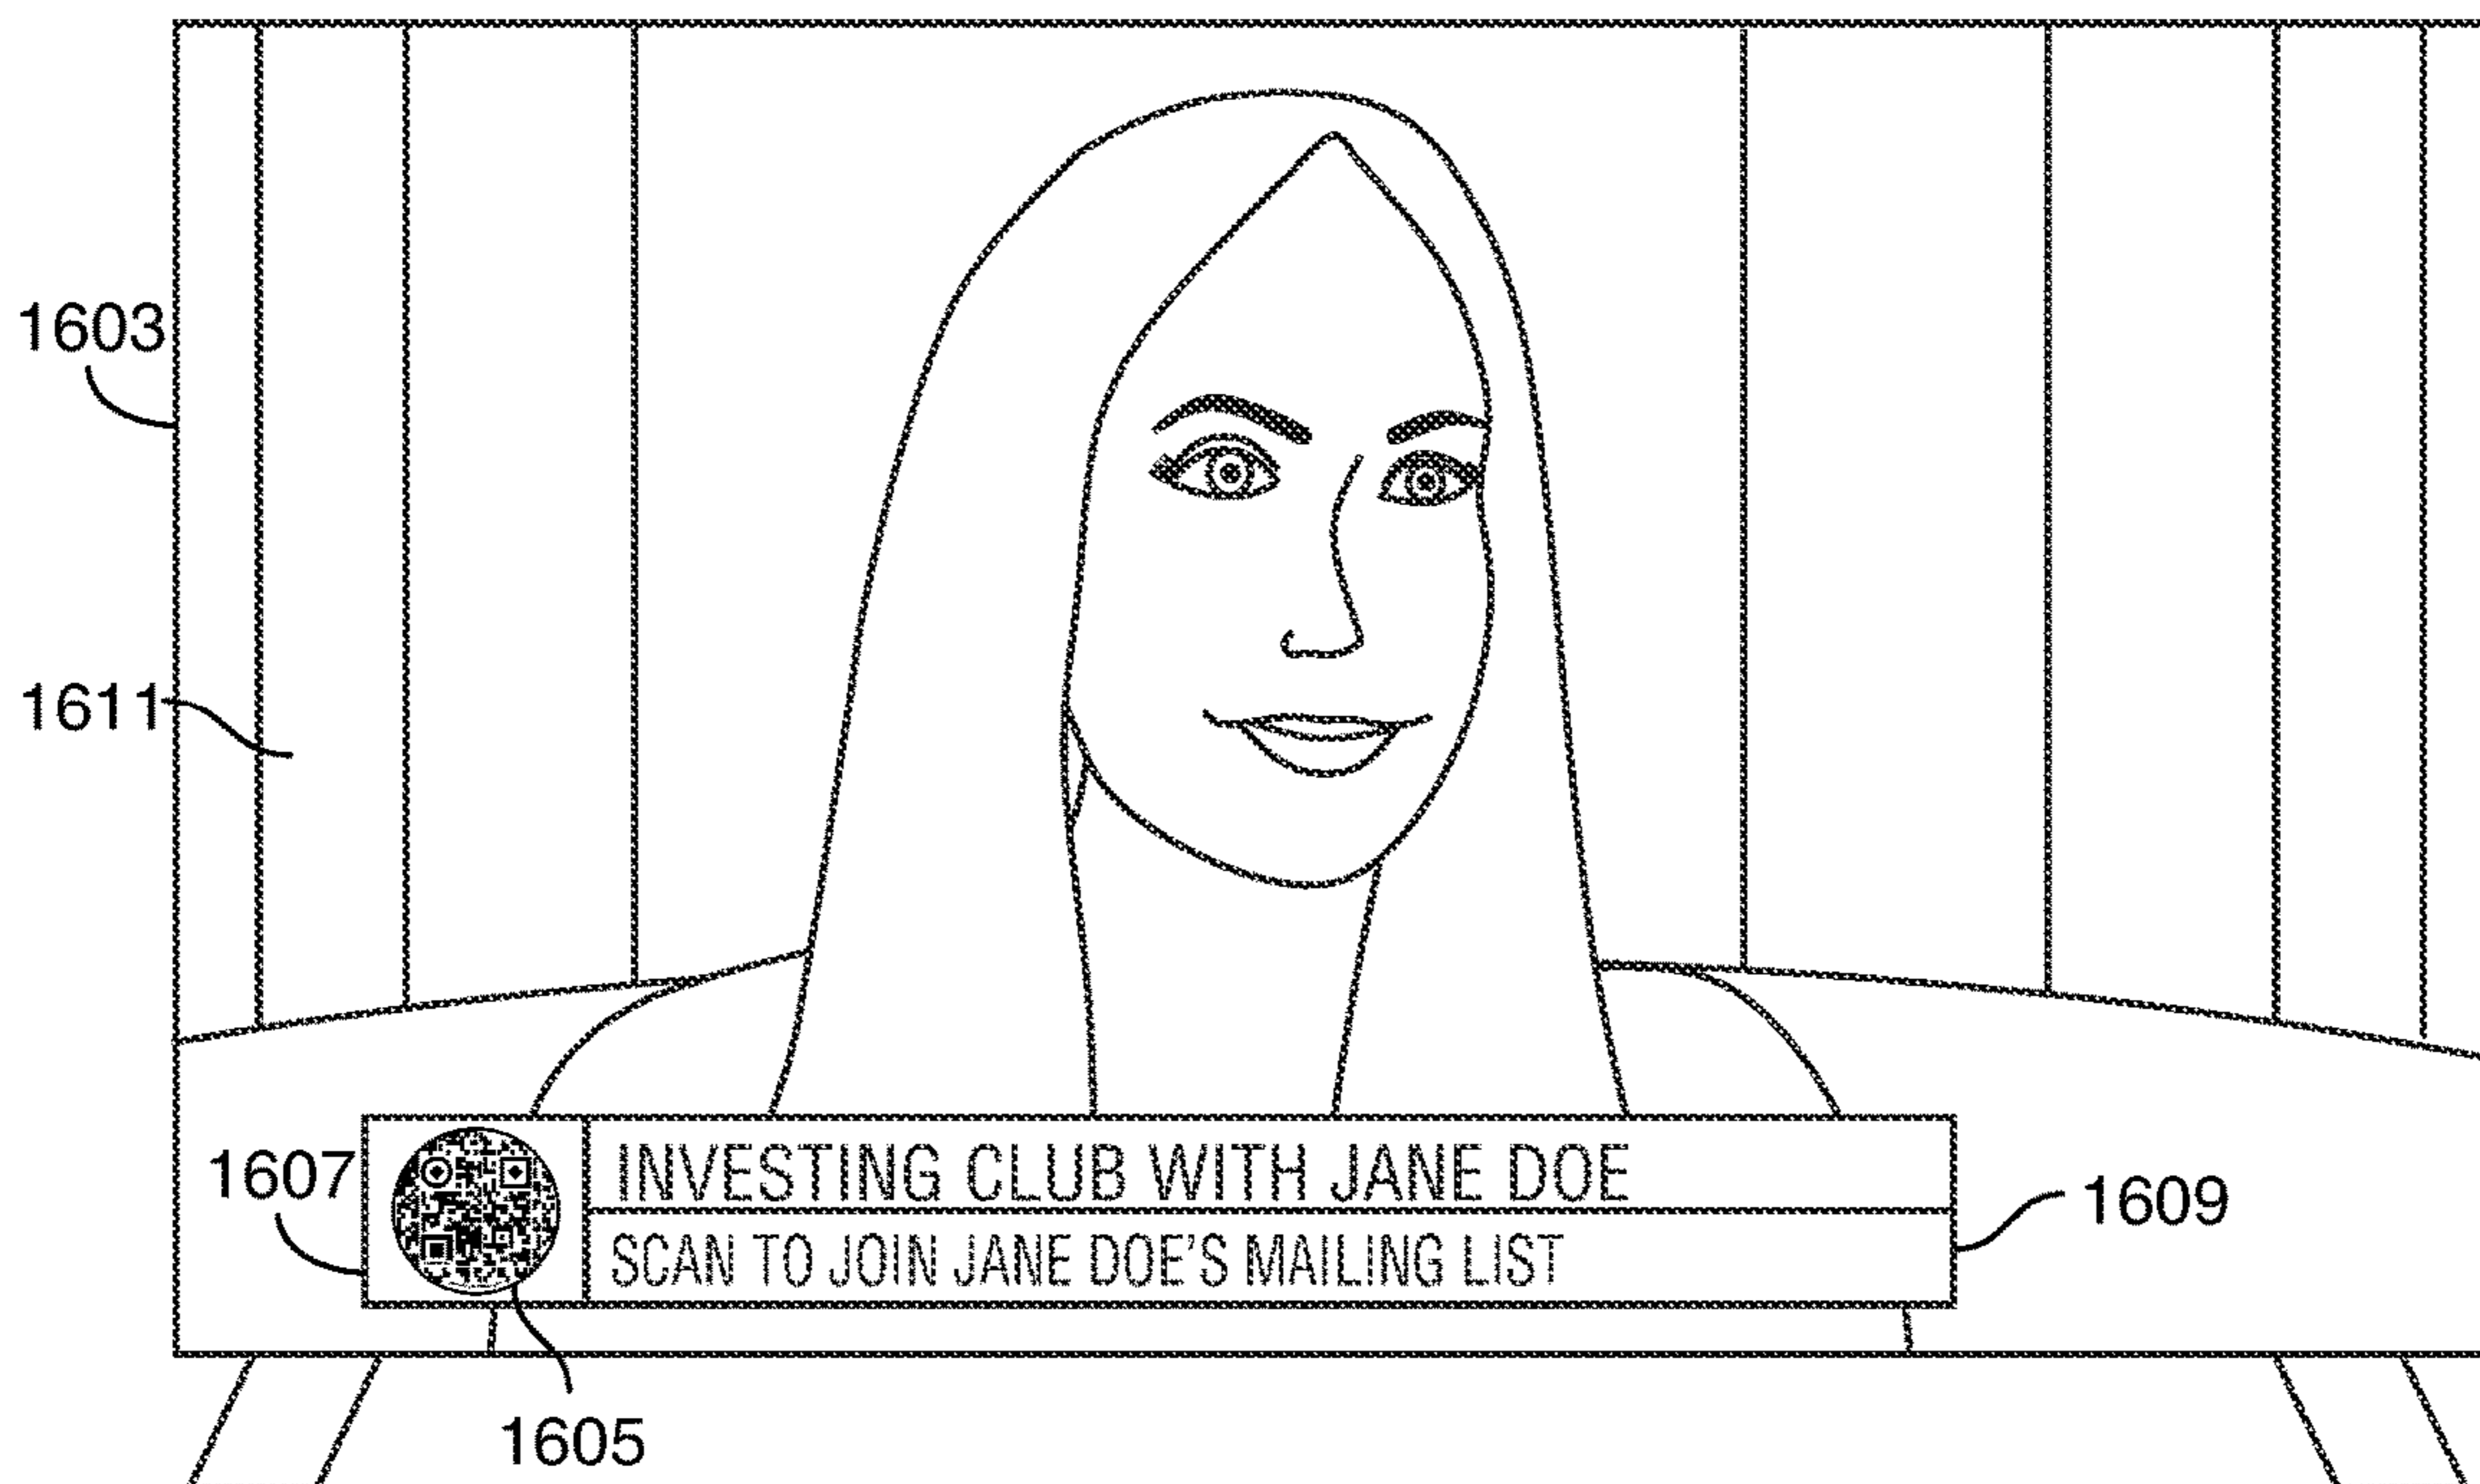 1603
1611
1607
INVESTING CLUB WITH JANE DOE
SCAN TO JOIN JANE DOE'S MAILING LIST
1609
1605